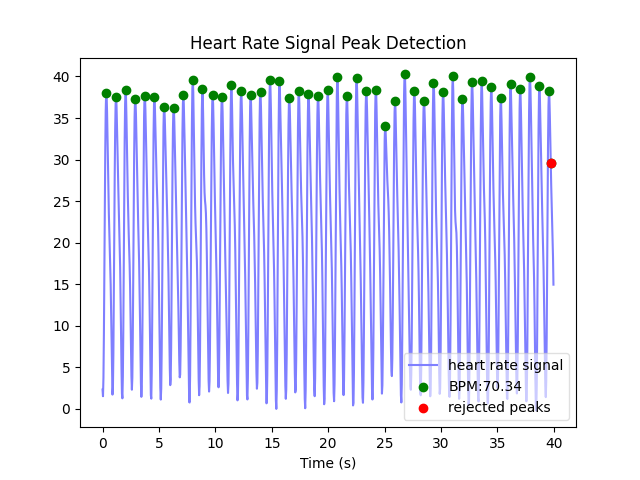 Heart Rate Signal Peak Detection
40
35
30
25
20
15
10
5
0
heart rate signal
BPM:70.34
rejected peaks
0 5 10 15 20 25 30 35 40
Time (s)